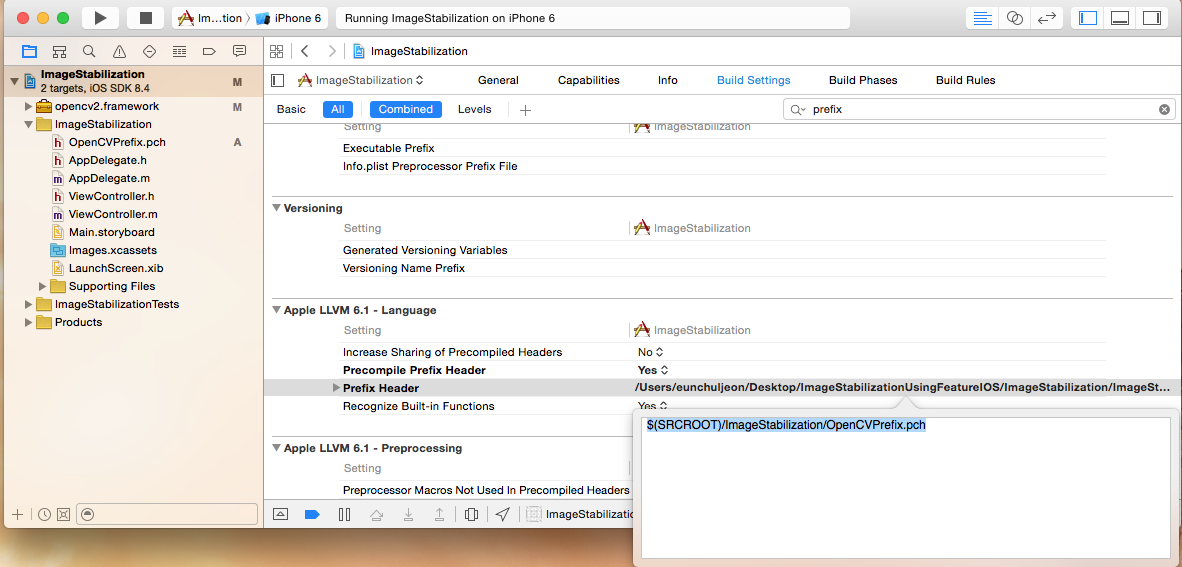 Im...tion iPhone 6 Running ImageStabilization on iPhone 6
ImageStabilization
ImageStabilization M
2 targets, iOS SDK 8.4
opencv2.framework M
ImageStabilization
OpenCVPrefix.pch A
AppDelegate.h
AppDelegate.m
ViewController.h
ViewController.m
Main.storyboard
Images.xcassets
LaunchScreen.xib
Supporting Files
ImageStabilizationTests
Products
ImageStabilization General Capabilities Info Build Settings Build Phases Build Rules
Basic All Combined Levels prefix
Setting ImageStabilization
Executable Prefix
Info.plist Preprocessor Prefix File
Versioning
Setting ImageStabilization
Generated Versioning Variables
Versioning Name Prefix
Apple LLVM 6.1 - Language
Setting ImageStabilization
Increase Sharing of Precompiled Headers No
Precompile Prefix Header Yes
Prefix Header /Users/eunchuljeon/Desktop/ImageStabilizationUsingFeatureIOS/ImageStabilization/ImageSt...
Recognize Built-in Functions Yes
$(SRCROOT)/ImageStabilization/OpenCVPrefix.pch
Apple LLVM 6.1 - Preprocessing
Setting
Preprocessor Macros Not Used In Precompiled Headers
ImageStabilizatio